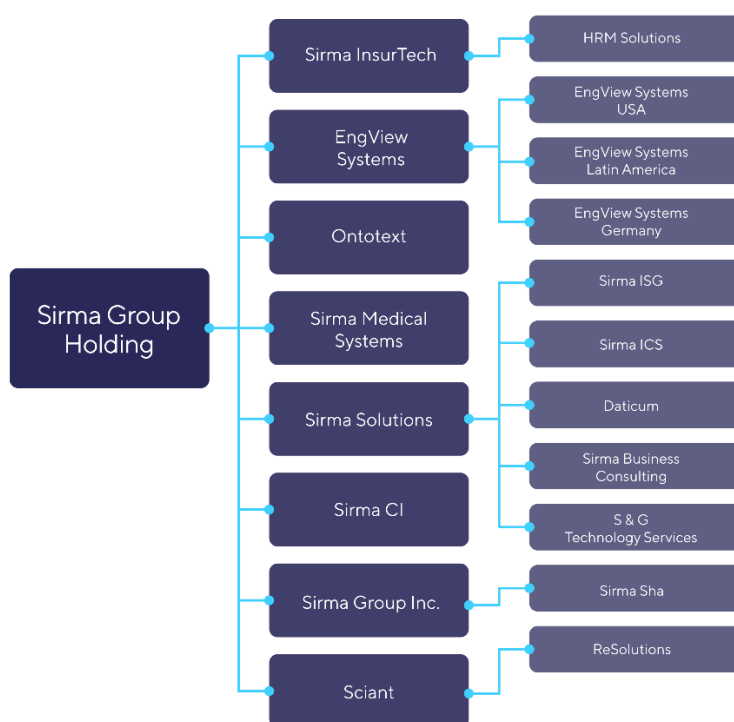 Sirma Group
Holding
Sirma InsurTech
EngView
Systems
Ontotext
Sirma Medical
Systems
Sirma Solutions
Sirma CI
Sirma Group Inc.
Sciant
HRM Solutions
EngView Systems
USA
EngView Systems
Latin America
EngView Systems
Germany
Sirma ISG
Sirma ICS
Daticum
Sirma Business
Consulting
S & G
Technology Services
Sirma Sha
ReSolutions